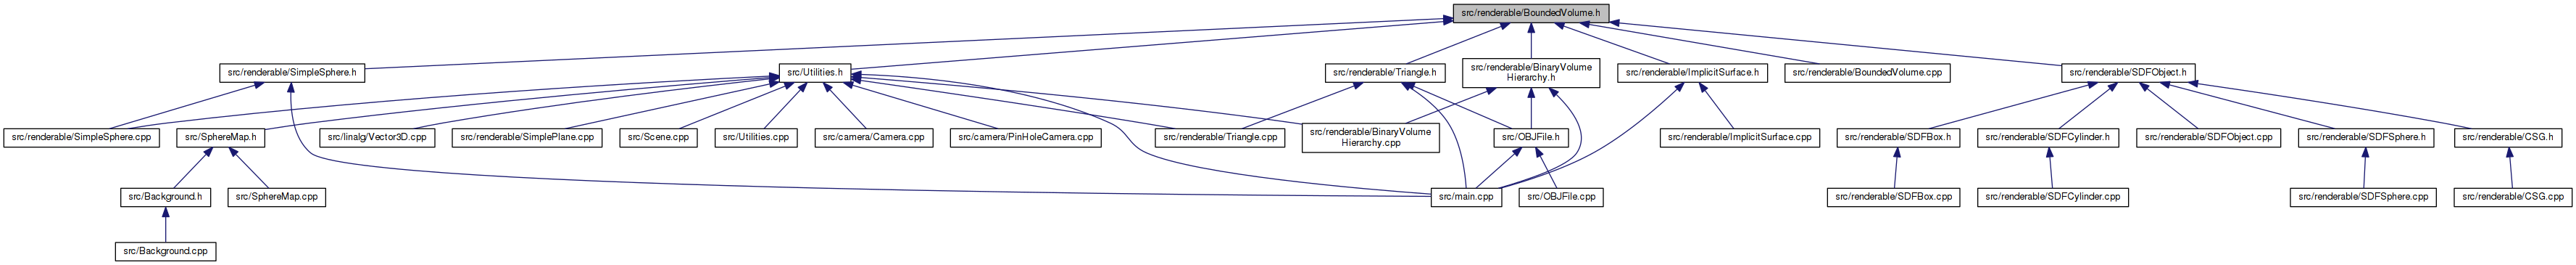 src/renderable/BoundedVolume.h
src/renderable/SimpleSphere.h
src/Utilities.h
src/renderable/Triangle.h
src/renderable/BinaryVolume
Hierarchy.h
src/renderable/ImplicitSurface.h
src/renderable/BoundedVolume.cpp
src/renderable/SDFObject.h
src/renderable/SimpleSphere.cpp
src/SphereMap.h
src/linalg/Vector3D.cpp
src/renderable/SimplePlane.cpp
src/Scene.cpp
src/Utilities.cpp
src/camera/Camera.cpp
src/camera/PinHoleCamera.cpp
src/renderable/Triangle.cpp
src/renderable/BinaryVolume
Hierarchy.cpp
src/OBJFile.h
src/renderable/ImplicitSurface.cpp
src/renderable/SDFBox.h
src/renderable/SDFCylinder.h
src/renderable/SDFObject.cpp
src/renderable/SDFSphere.h
src/renderable/CSG.h
src/Background.h
src/SphereMap.cpp
src/main.cpp
src/OBJFile.cpp
src/renderable/SDFBox.cpp
src/renderable/SDFCylinder.cpp
src/renderable/SDFSphere.cpp
src/renderable/CSG.cpp
src/Background.cpp